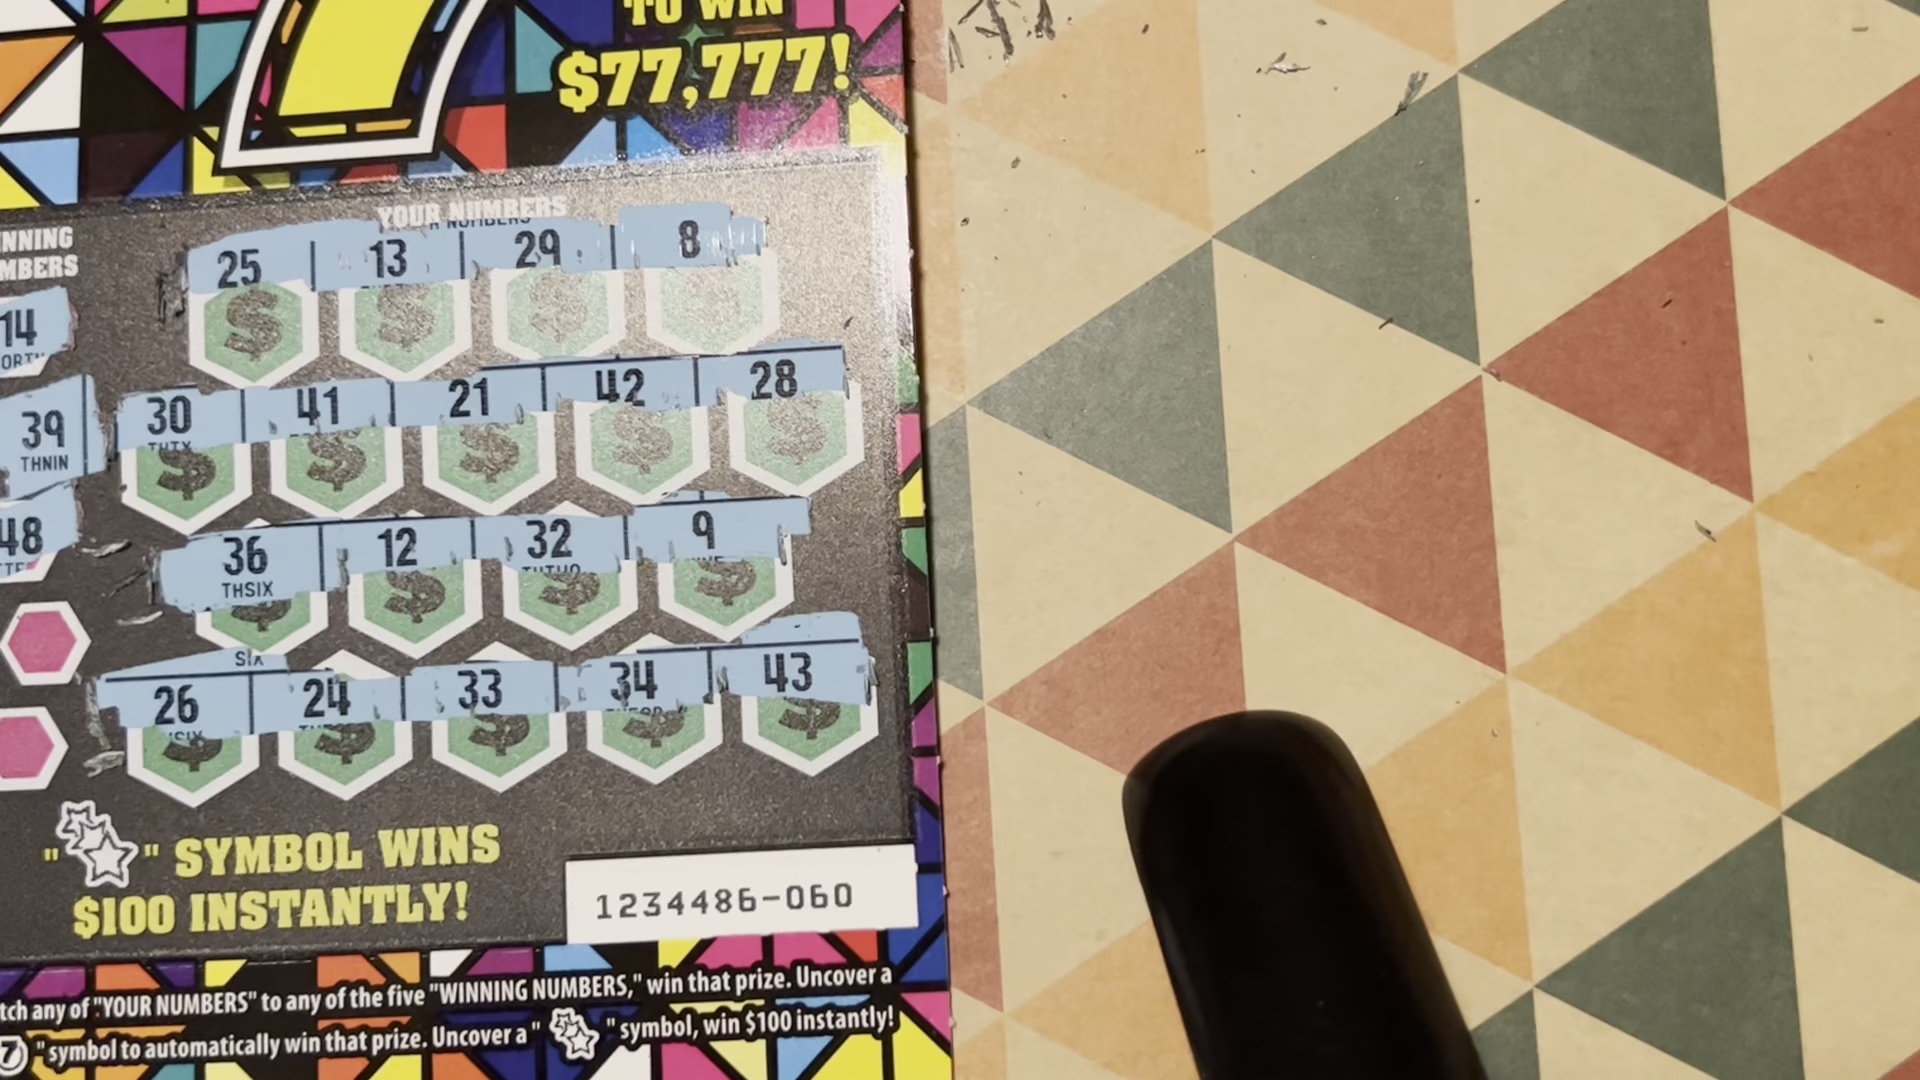 7
TO WIN
$77,777!
YOUR NUMBERS
NUMBERS
25 13 29 8
14
39
THNIN
48
30 41 21 42 28
36 12 32 9
THSIX
SIX
26 24 33 34 43
" " SYMBOL WINS
$100 INSTANTLY!
1234486-060
any of "YOUR NUMBERS" to any of the five "WINNING NUMBERS," win that prize. Uncover a
7 " symbol to automatically win that prize. Uncover a " " symbol, win $100 instantly!